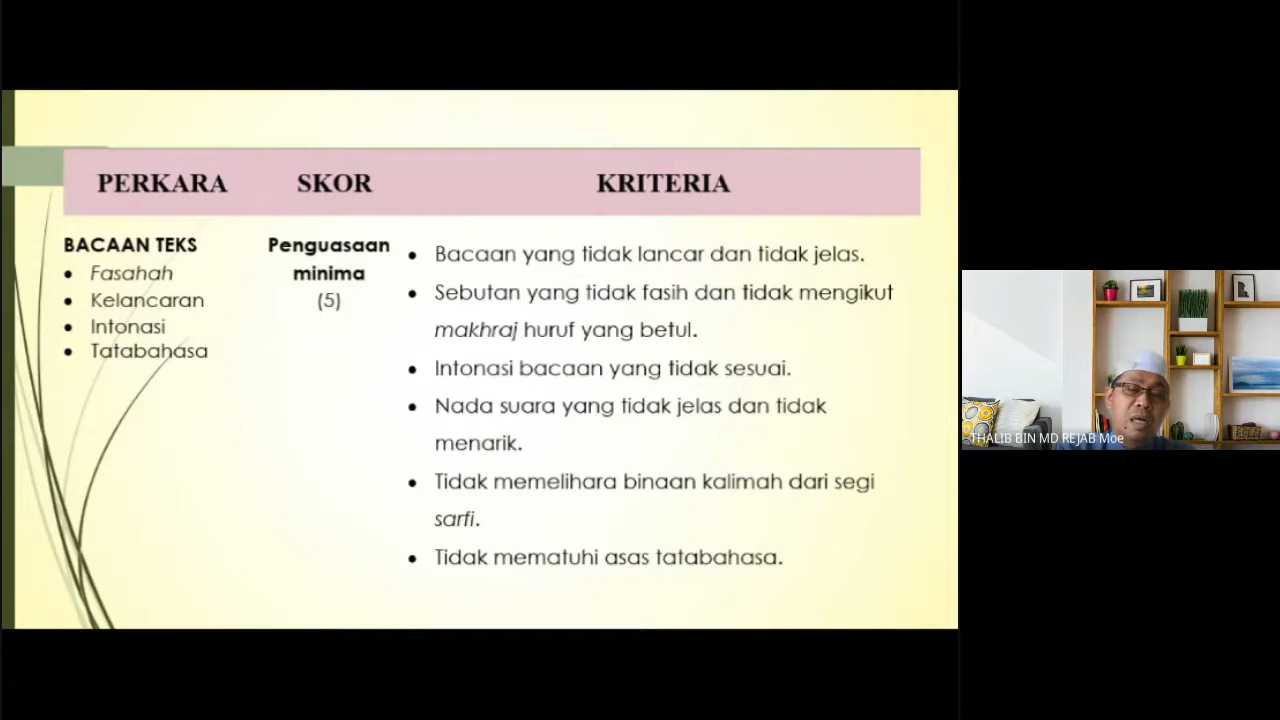 PERKARA SKOR KRITERIA
BACAAN TEKS
• Fasahah
• Kelancaran
• Intonasi
• Tatabahasa
Penguasaan
minima
(5)
• Bacaan yang tidak lancar dan tidak jelas.
• Sebutan yang tidak fasih dan tidak mengikut
makhraj huruf yang betul.
• Intonasi bacaan yang tidak sesuai.
• Nada suara yang tidak jelas dan tidak
menarik.
• Tidak memelihara binaan kalimah dari segi
sarfi.
• Tidak mematuhi asas tatabahasa.
THALIB BIN MD REJAB Moe